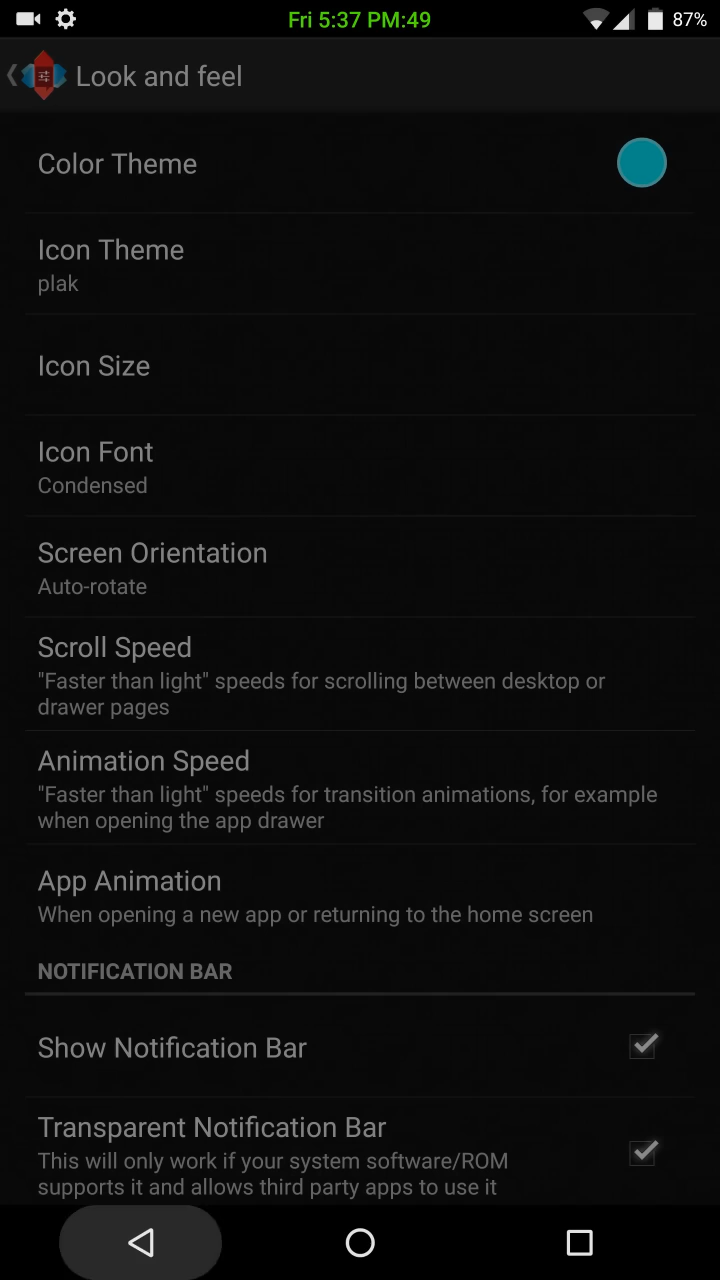 Fri 5:37 PM:49
87%
Look and feel
Color Theme
Icon Theme
plak
Icon Size
Icon Font
Condensed
Screen Orientation
Auto-rotate
Scroll Speed
"Faster than light" speeds for scrolling between desktop or
drawer pages
Animation Speed
"Faster than light" speeds for transition animations, for example
when opening the app drawer
App Animation
When opening a new app or returning to the home screen
NOTIFICATION BAR
Show Notification Bar
Transparent Notification Bar
This will only work if your system software/ROM
supports it and allows third party apps to use it